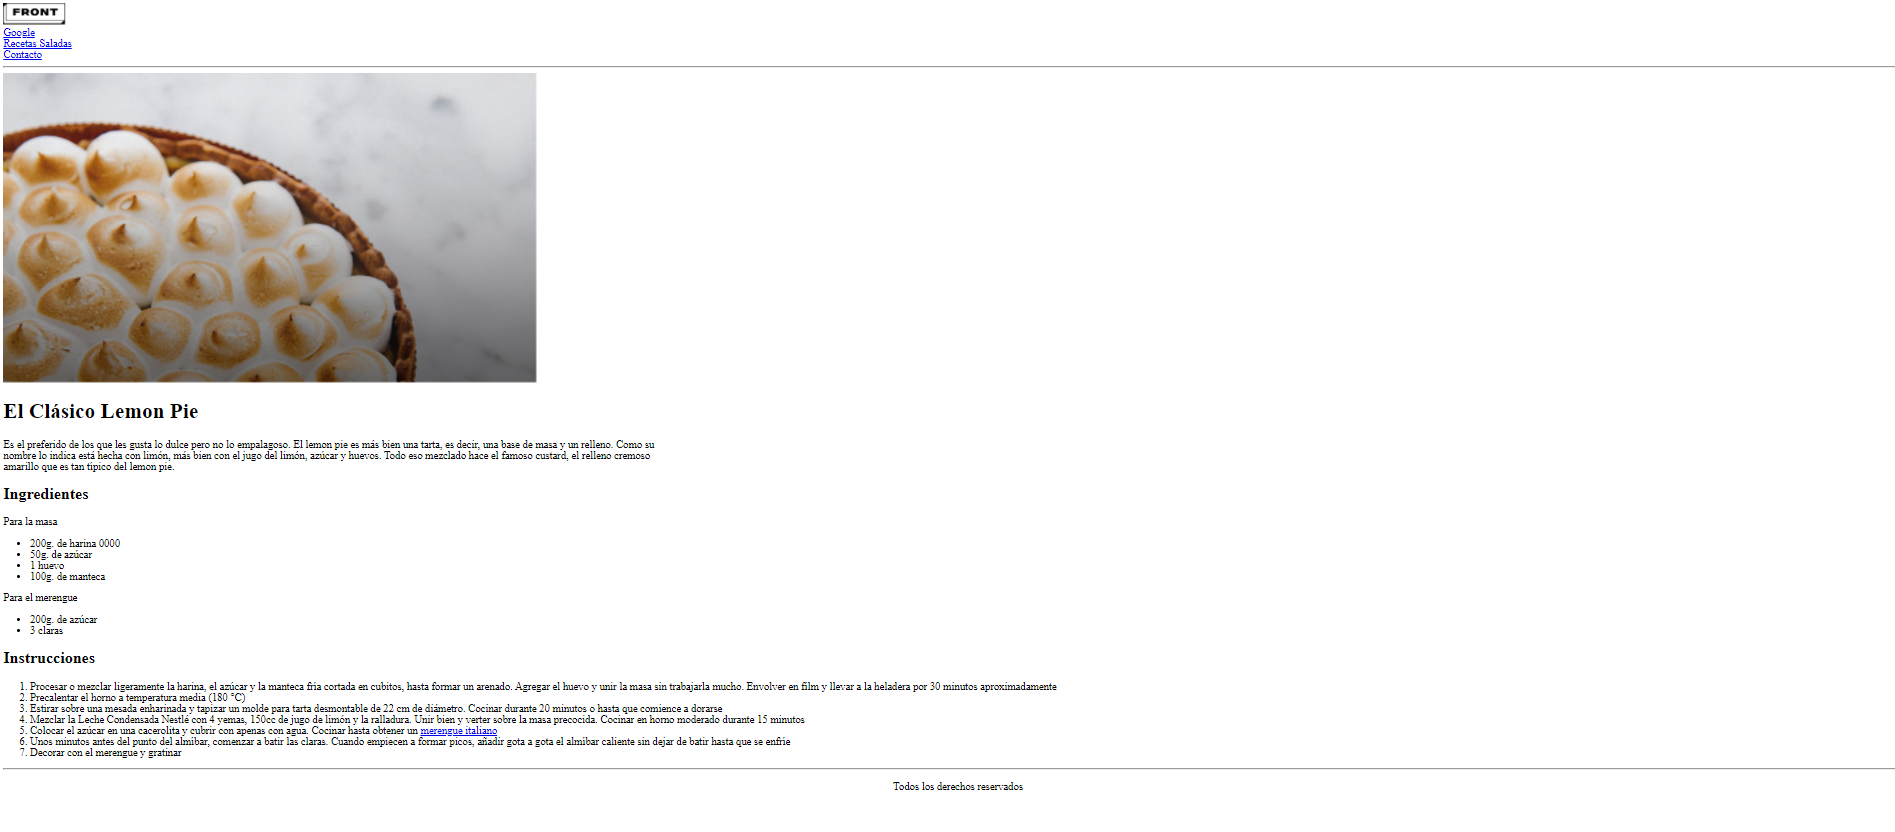 FRONT
Google
Recetas Saladas
Contacto
El Clásico Lemon Pie
Es el preferido de los que les gusta lo dulce pero no lo empalagoso. El lemon pie es más bien una tarta, es decir, una base de masa y un relleno. Como su
nombre lo indica está hecha con limón, más bien con el jugo del limón, azúcar y huevos. Todo eso mezclado hace el famoso custard, el relleno cremoso
amarillo que es tan típico del lemon pie.
Ingredientes
Para la masa
• 200g. de harina 0000
• 50g. de azúcar
• 1 huevo
• 100g. de manteca
Para el merengue
• 200g. de azúcar
• 3 claras
Instrucciones
1. Procesar o mezclar ligeramente la harina, el azúcar y la manteca fría cortada en cubitos, hasta formar un arenado. Agregar el huevo y unir la masa sin trabajarla mucho. Envolver en film y llevar a la heladera por 30 minutos aproximadamente
2. Precalentar el horno a temperatura media (180 °C)
3. Estirar sobre una mesada enharinada y tapizar un molde para tarta desmontable de 22 cm de diámetro. Cocinar durante 20 minutos o hasta que comience a dorarse
4. Mezclar la Leche Condensada Nestlé con 4 yemas, 150cc de jugo de limón y la ralladura. Unir bien y verter sobre la masa precocida. Cocinar en horno moderado durante 15 minutos
5. Colocar el azúcar en una cacerolita y cubrir con apenas con agua. Cocinar hasta obtener un merengue italiano
6. Unos minutos antes del punto del almíbar, comenzar a batir las claras. Cuando empiecen a formar picos, añadir gota a gota el almíbar caliente sin dejar de batir hasta que se enfríe
7. Decorar con el merengue y gratinar
Todos los derechos reservados